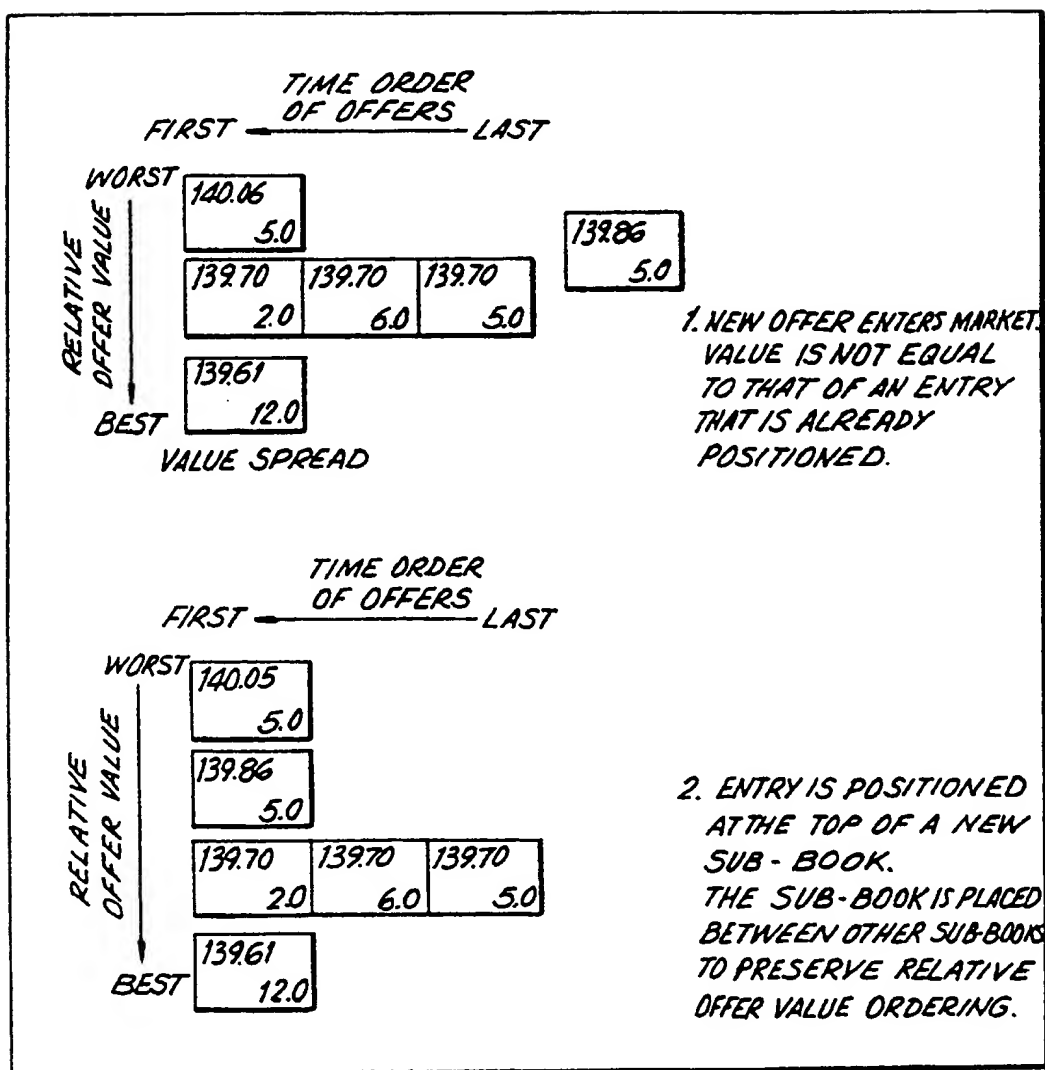 TIME ORDER
OF OFFERS
FIRST LAST
WORST
RELATIVE
OFFER VALUE
BEST
140.06
5.0
139.70 139.70 139.70
2.0 6.0 5.0
139.61
12.0
VALUE SPREAD
139.86
5.0
1. NEW OFFER ENTERS MARKET.
VALUE IS NOT EQUAL
TO THAT OF AN ENTRY
THAT IS ALREADY
POSITIONED.
TIME ORDER
OF OFFERS
FIRST LAST
WORST
RELATIVE
OFFER VALUE
BEST
140.05
5.0
139.86
5.0
139.70 139.70 139.70
2.0 6.0 5.0
139.61
12.0
2. ENTRY IS POSITIONED
AT THE TOP OF A NEW
SUB-BOOK.
THE SUB-BOOK IS PLACED
BETWEEN OTHER SUB-BOOKS
TO PRESERVE RELATIVE
OFFER VALUE ORDERING.